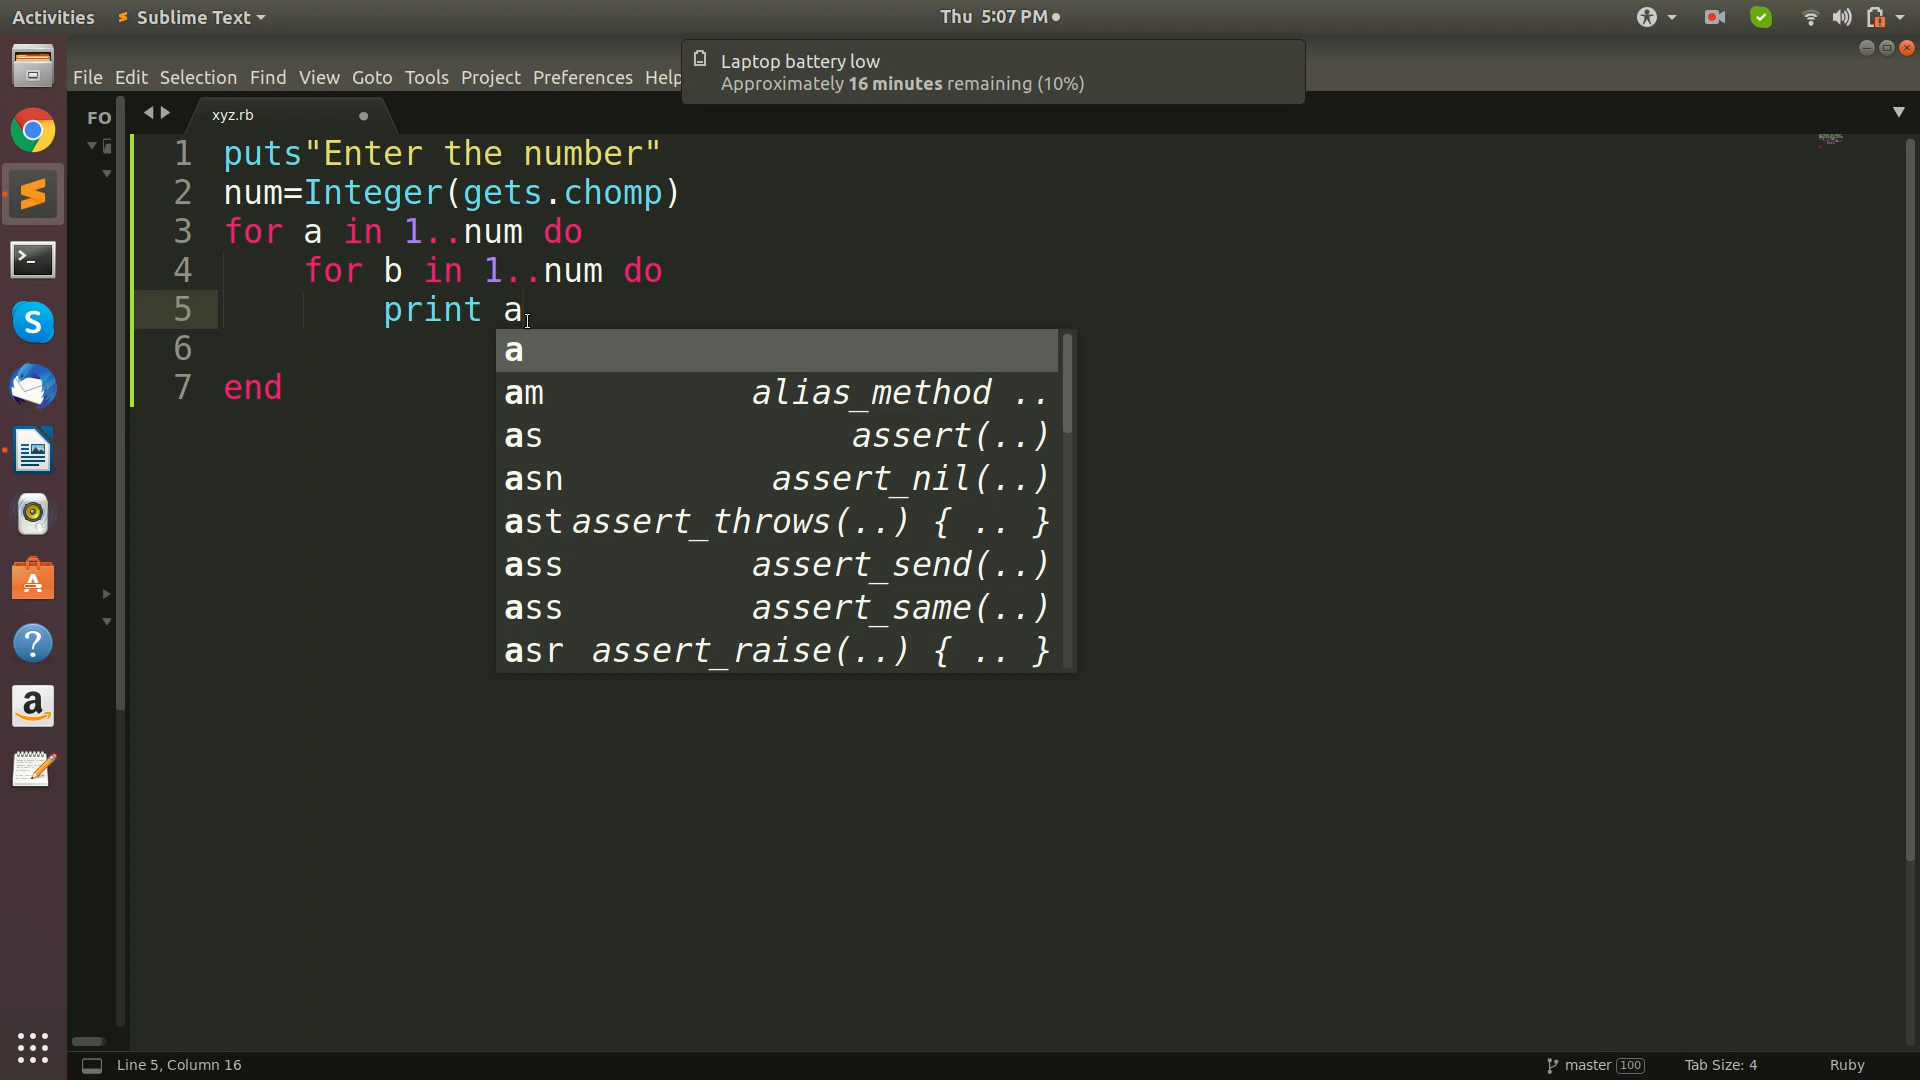 Activities Sublime Text Thu 5:07 PM
Laptop battery low
Approximately 16 minutes remaining (10%)
File Edit Selection Find View Goto Tools Project Preferences Help
FO xyz.rb
1 puts"Enter the number"
2 num=Integer(gets.chomp)
3 for a in 1..num do
4 for b in 1..num do
5 print a
6
7 end
a
am alias_method ..
as assert(..)
asn assert_nil(..)
ast assert_throws(..) { .. }
ass assert_send(..)
ass assert_same(..)
asr assert_raise(..) { .. }
Line 5, Column 16 master 100 Tab Size: 4 Ruby